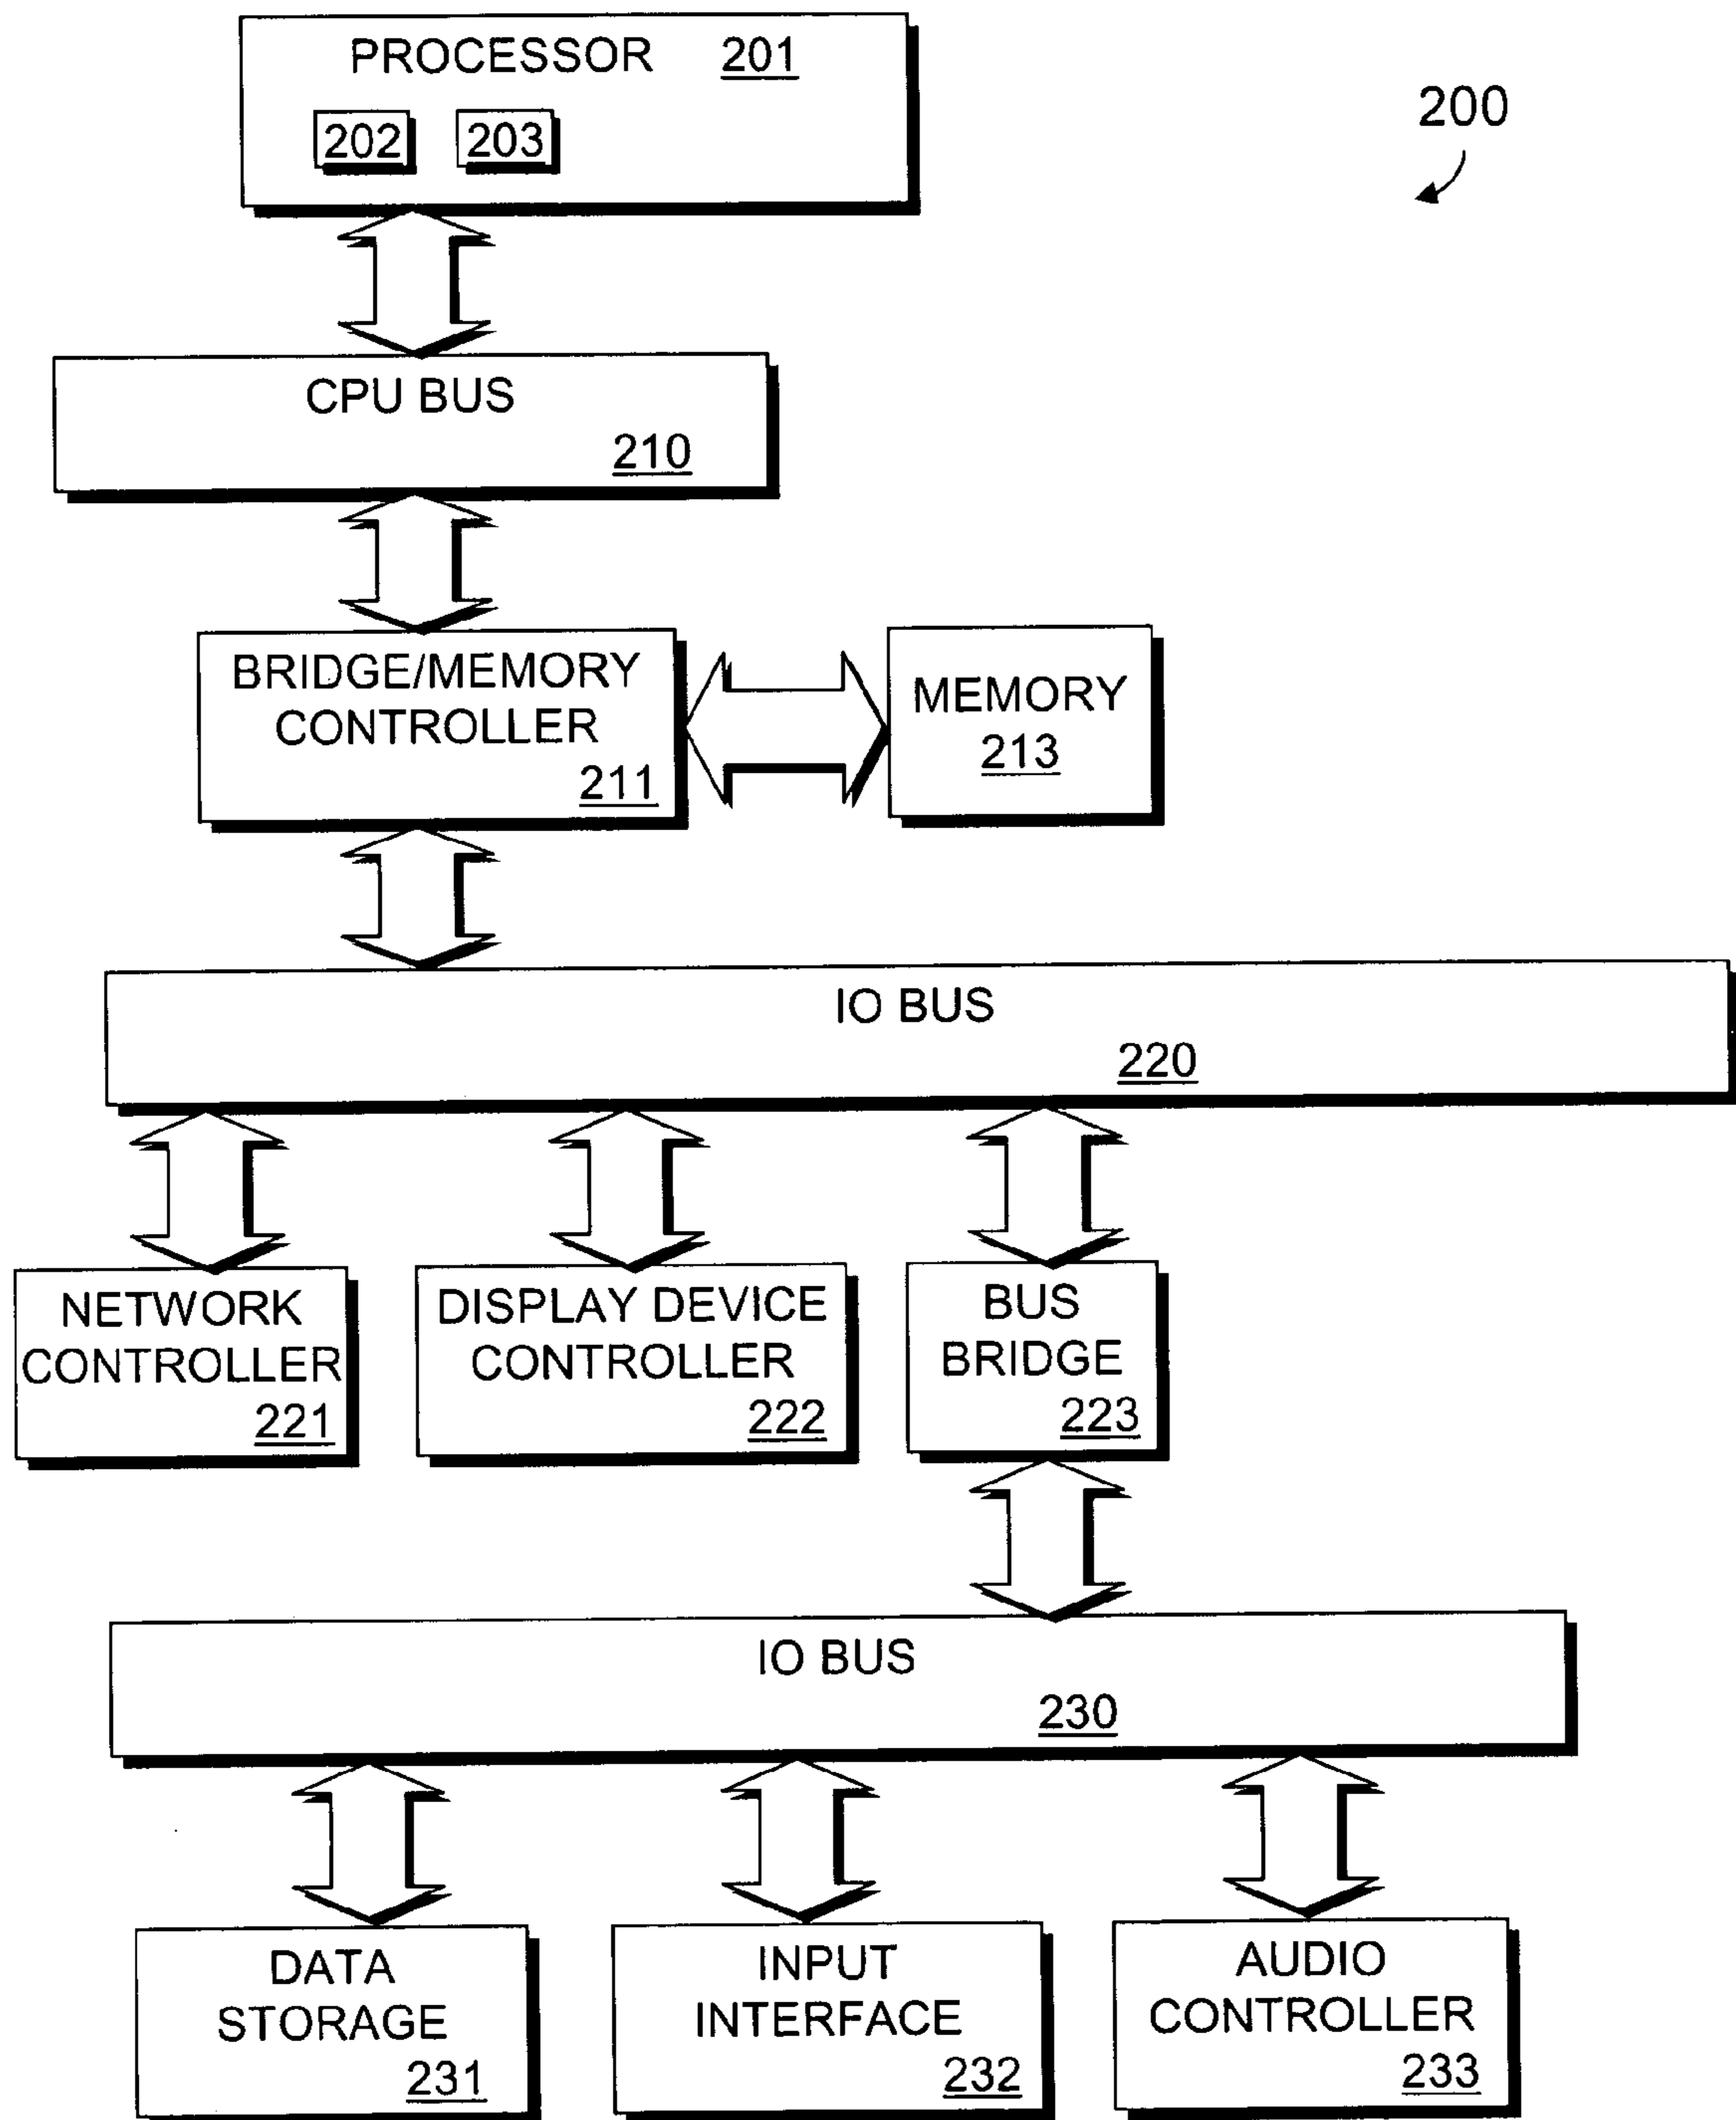 PROCESSOR 201
200
202 203
CPU BUS
210
BRIDGE/MEMORY
CONTROLLER
211
MEMORY
213
IO BUS
220
NETWORK
CONTROLLER
221
DISPLAY DEVICE
CONTROLLER
222
BUS
BRIDGE
223
IO BUS
230
DATA
STORAGE
231
INPUT
INTERFACE
232
AUDIO
CONTROLLER
233